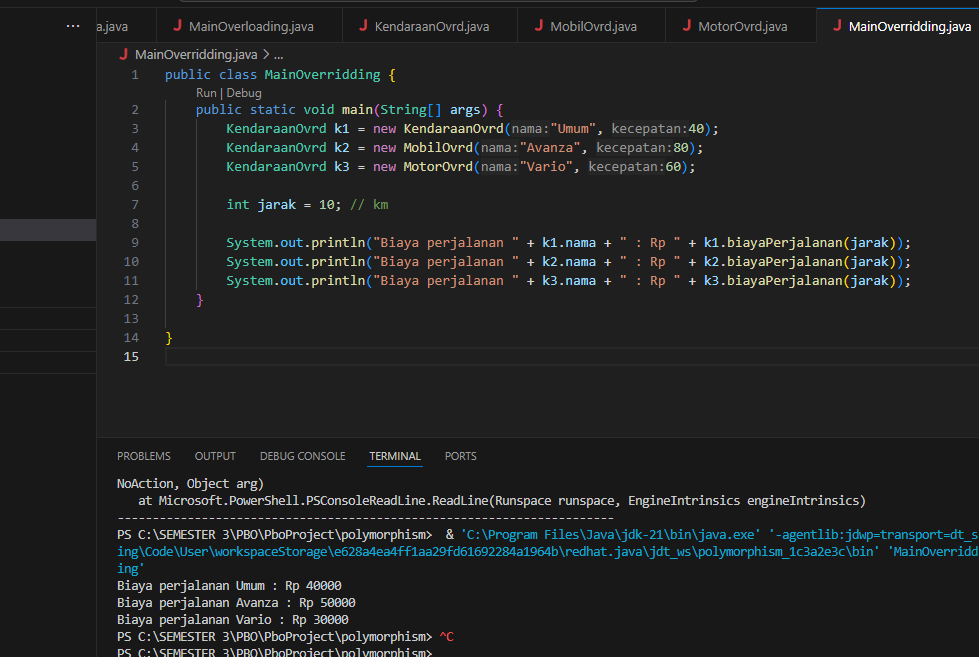 ... a.java MainOverloading.java KendaraanOvrd.java MobilOvrd.java MotorOvrd.java MainOverridding.java
MainOverridding.java > ...
1 public class MainOverridding {
Run | Debug
2 public static void main(String[] args) {
3 KendaraanOvrd k1 = new KendaraanOvrd(nama:"Umum", kecepatan:40);
4 KendaraanOvrd k2 = new MobilOvrd(nama:"Avanza", kecepatan:80);
5 KendaraanOvrd k3 = new MotorOvrd(nama:"Vario", kecepatan:60);
6
7 int jarak = 10; // km
8
9 System.out.println("Biaya perjalanan " + k1.nama + " : Rp " + k1.biayaPerjalanan(jarak));
10 System.out.println("Biaya perjalanan " + k2.nama + " : Rp " + k2.biayaPerjalanan(jarak));
11 System.out.println("Biaya perjalanan " + k3.nama + " : Rp " + k3.biayaPerjalanan(jarak));
12 }
13
14 }
15
PROBLEMS OUTPUT DEBUG CONSOLE TERMINAL PORTS
NoAction, Object arg)
at Microsoft.PowerShell.PSConsoleReadLine.ReadLine(Runspace runspace, EngineIntrinsics engineIntrinsics)
-----------------------------------------------------------------------
PS C:\SEMESTER 3\PBO\PboProject\polymorphism> & 'C:\Program Files\Java\jdk-21\bin\java.exe' '-agentlib:jdwp=transport=dt_s
ing\Code\User\workspaceStorage\e628a4ea4ff1aa29fd61692284a1964b\redhat.java\jdt_ws\polymorphism_1c3a2e3c\bin' 'MainOverridd
ing'
Biaya perjalanan Umum : Rp 40000
Biaya perjalanan Avanza : Rp 50000
Biaya perjalanan Vario : Rp 30000
PS C:\SEMESTER 3\PBO\PboProject\polymorphism> ^C
PS C:\SEMESTER 3\PBO\PboProject\polymorphism>